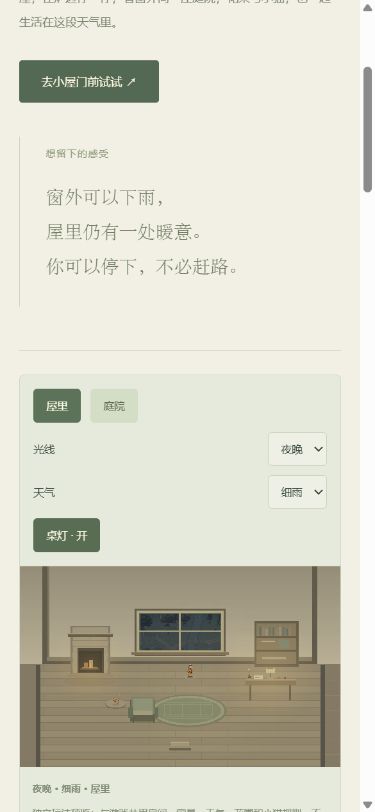 生活在这段天气里。
去小屋门前试试 ↗
想留下的感受
窗外可以下雨，
屋里仍有一处暖意。
你可以停下，不必赶路。
屋里 庭院
光线 夜晚
天气 细雨
桌灯 · 开
夜晚 · 细雨 · 屋里